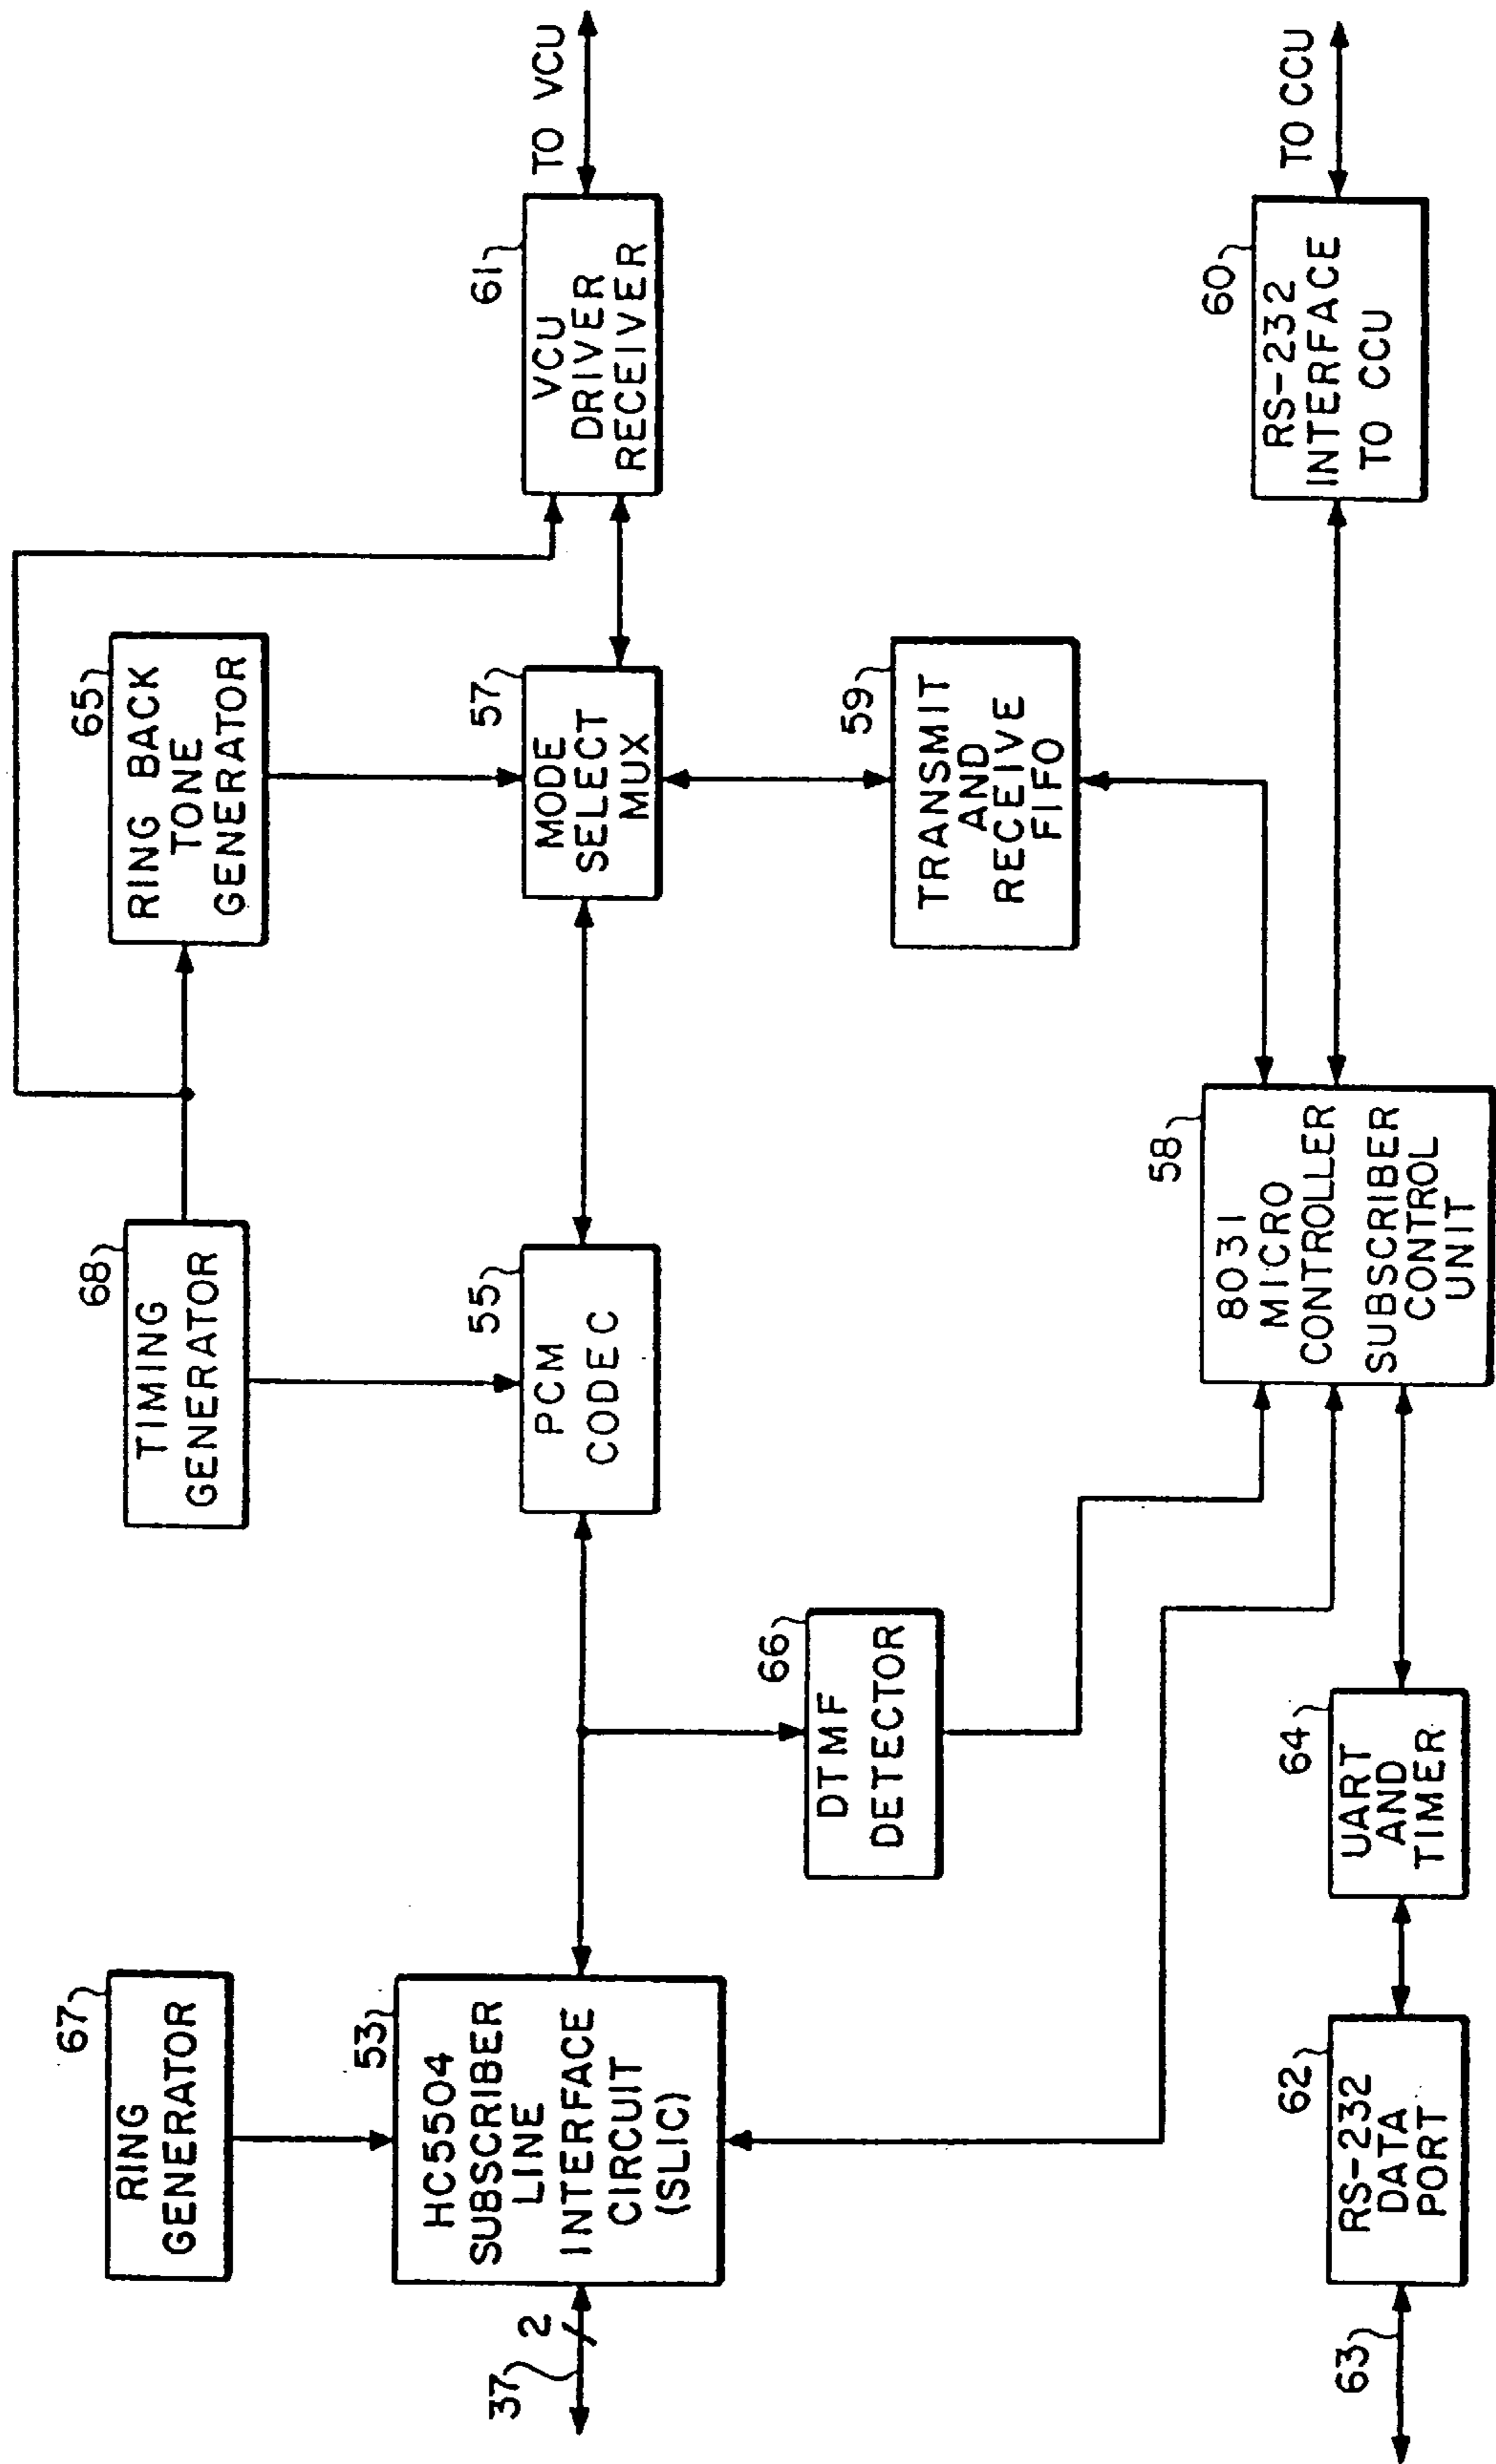 67
RING
GENERATOR
68
TIMING
GENERATOR
65
RING BACK
TONE
GENERATOR
37
2
53
HC5504
SUBSCRIBER
LINE
INTERFACE
CIRCUIT
(SLIC)
55
PCM
CODEC
57
MODE
SELECT
MUX
61
VCU
DRIVER
RECEIVER
TO VCU
66
DTMF
DETECTOR
59
TRANSMIT
AND
RECEIVE
FIFO
63
62
RS-232
DATA
PORT
64
UART
AND
TIMER
58
8031
MICRO
CONTROLLER
SUBSCRIBER
CONTROL
UNIT
60
RS-232
INTERFACE
TO CCU
TO CCU